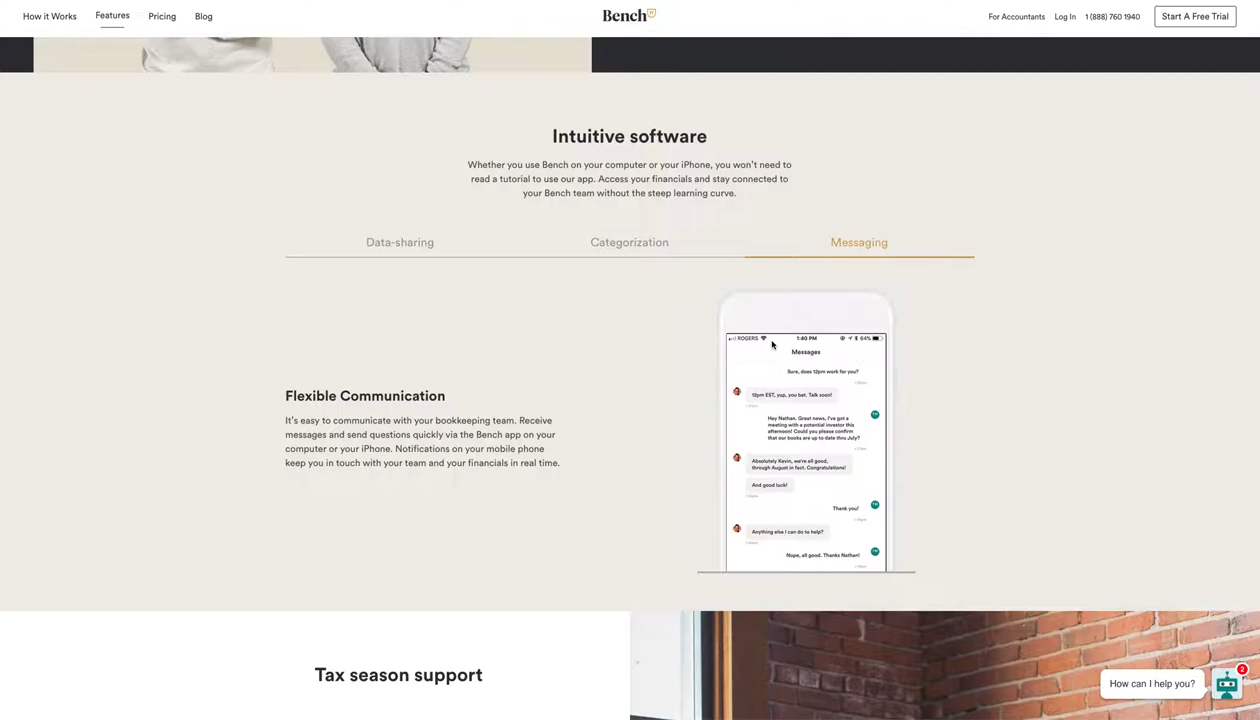 How it Works
Features
Pricing
Blog
Bench
For Accountants
Log In
1 (888) 760 1940
Start A Free Trial
Intuitive software
Whether you use Bench on your computer or your iPhone, you won't need to
read a tutorial to use our app. Access your financials and stay connected to
your Bench team without the steep learning curve.
Data-sharing
Categorization
Messaging
Flexible Communication
It's easy to communicate with your bookkeeping team. Receive
messages and send questions quickly via the Bench app on your
computer or your iPhone. Notifications on your mobile phone
keep you in touch with your team and your financials in real time.
ROGERS
1:40 PM
64%
Messages
Sure, does 12pm work for you?
12pm EST, yup, you bet. Talk soon!
Hey Nathan. Great news, I've got a
meeting with a potential investor this
afternoon! Could you please confirm
that our books are up to date thru July?
Absolutely Kevin, we're all good,
through August in fact. Congratulations!
And good luck!
Thank you!
Anything else I can do to help?
Nope, all good. Thanks Nathan!
Tax season support
How can I help you?
2